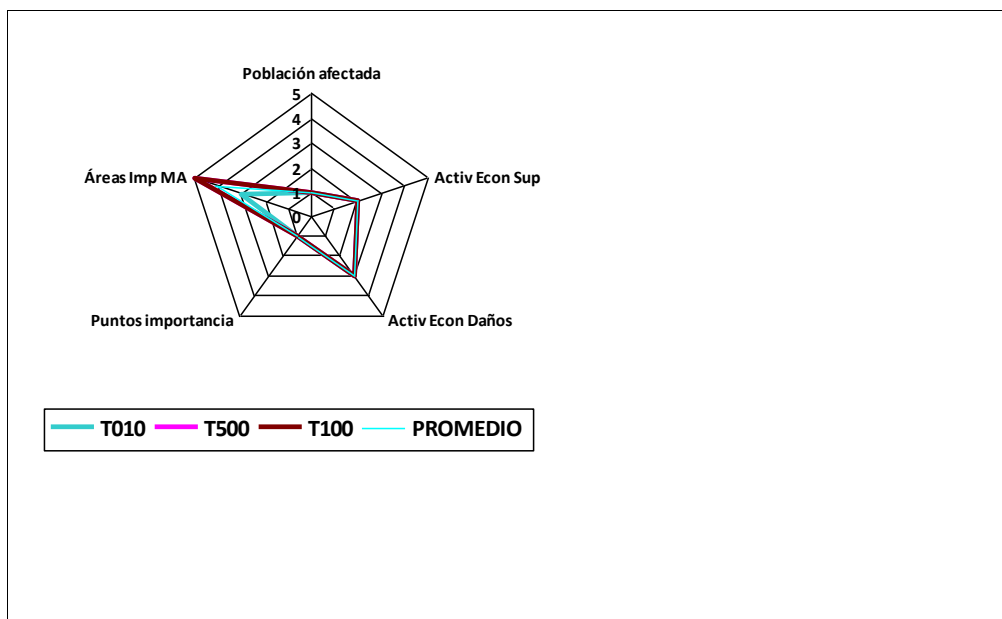 Población afectada
5
4
3
2
1
0
Áreas Imp MA
Activ Econ Sup
Puntos importancia
Activ Econ Daños
T010 T500 T100 PROMEDIO